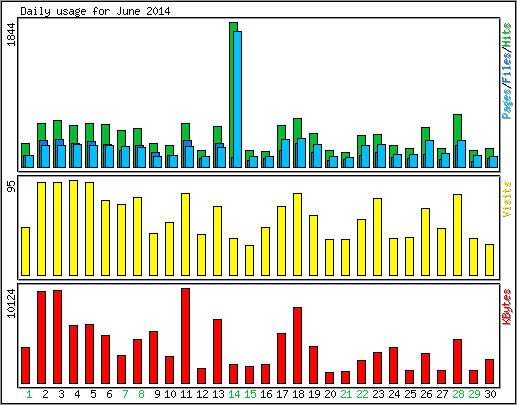 Daily usage for June 2014
1844
Pages/Files/Hits
95
Visits
10124
KBytes
1 2 3 4 5 6 7 8 9 10 11 12 13 14 15 16 17 18 19 20 21 22 23 24 25 26 27 28 29 30